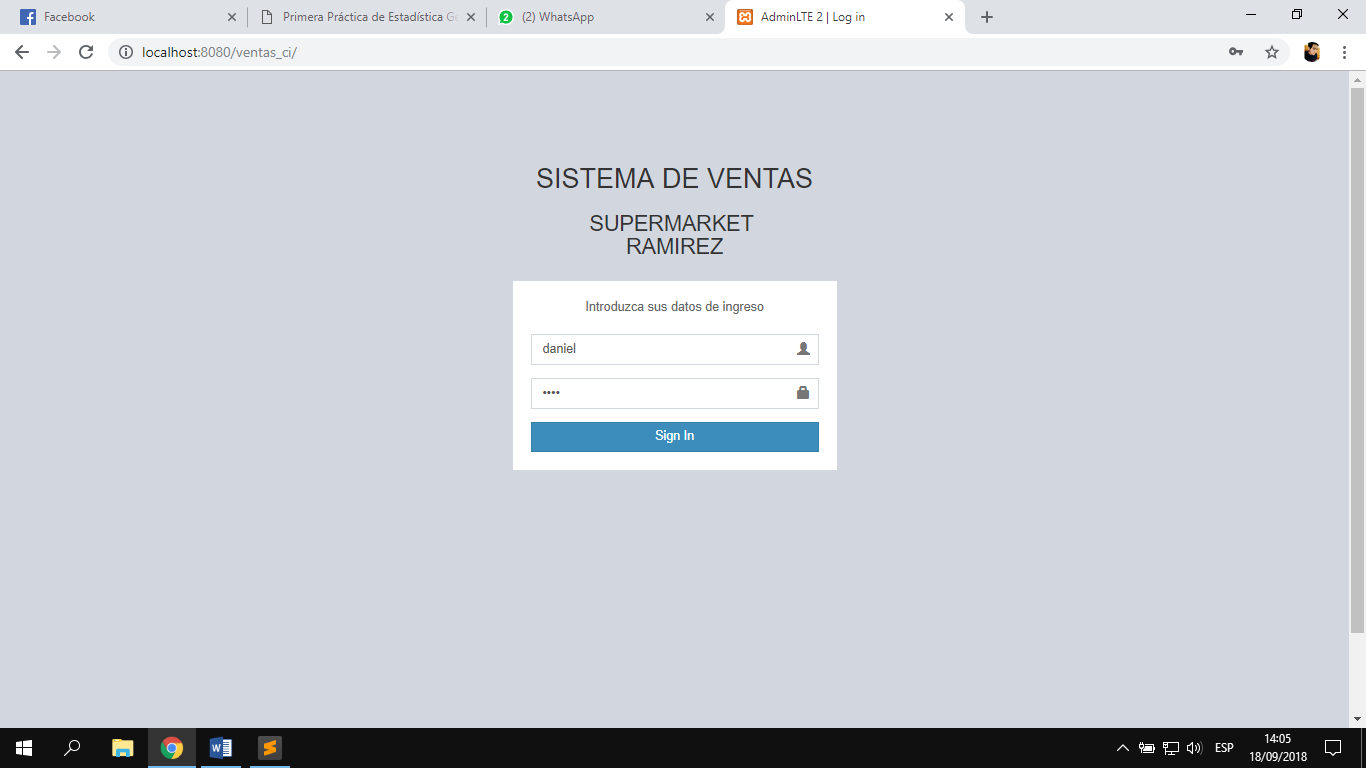 Facebook
Primera Práctica de Estadística G
(2) WhatsApp
AdminLTE 2 | Log in
localhost:8080/ventas_ci/
SISTEMA DE VENTAS
SUPERMARKET
RAMIREZ
Introduzca sus datos de ingreso
daniel
••••
Sign In
ESP
14:05
18/09/2018